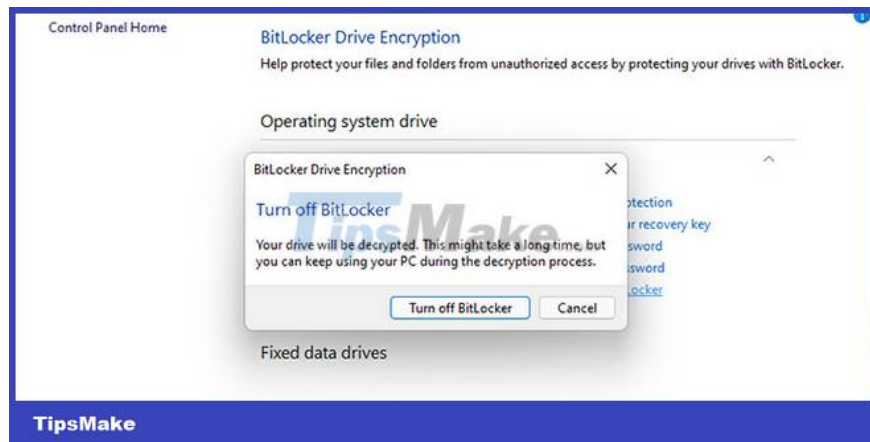 Control Panel Home
BitLocker Drive Encryption
Help protect your files and folders from unauthorized access by protecting your drives with BitLocker.
Operating system drive
BitLocker Drive Encryption
Turn off BitLocker
TipsMake
Your drive will be decrypted. This might take a long time, but
you can keep using your PC during the decryption process.
recovery key
Turn off BitLocker
Cancel
Fixed data drives
TipsMake